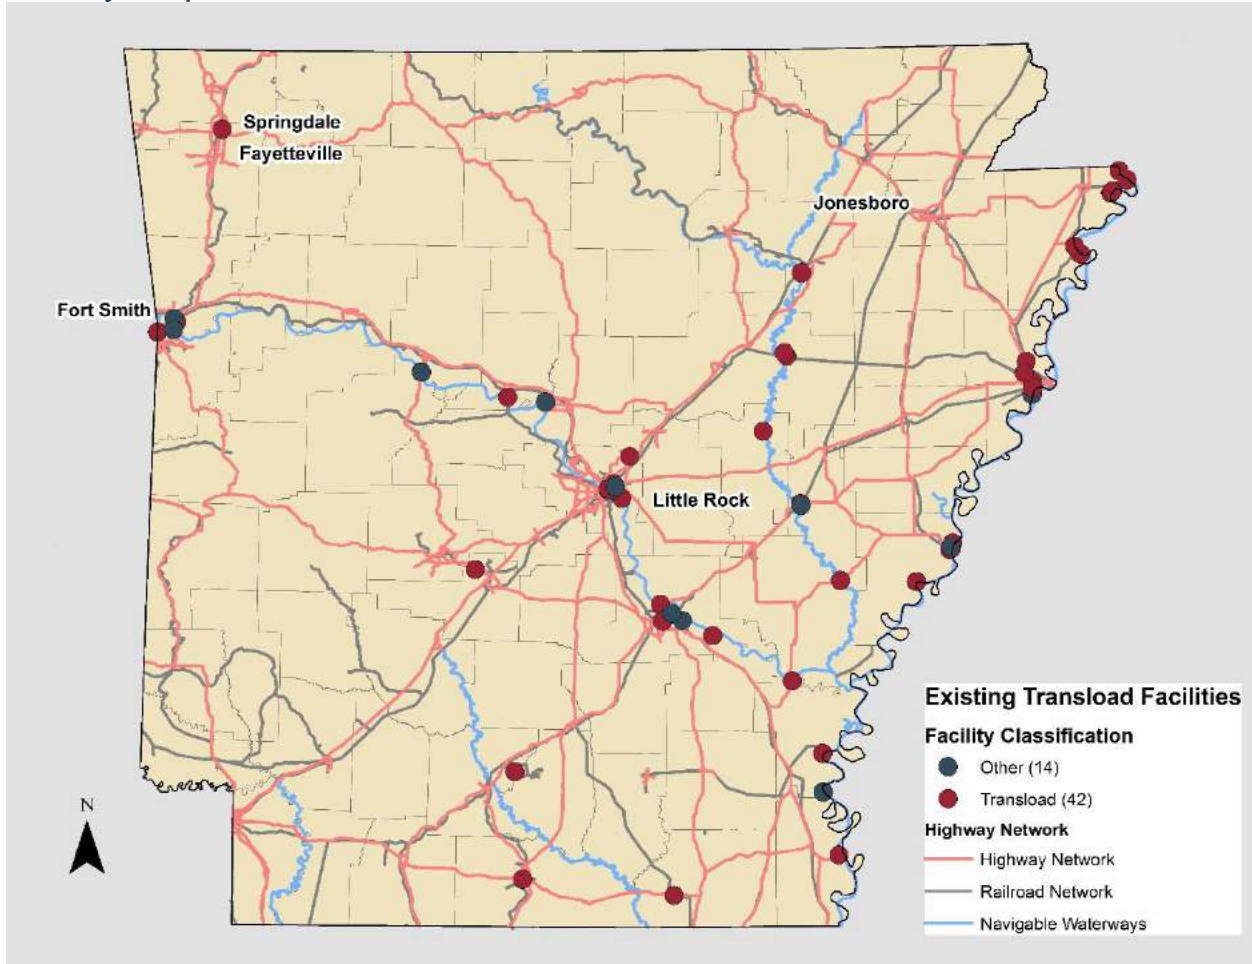 Springdale
Fayetteville
Jonesboro
Fort Smith
Little Rock
N
Existing Transload Facilities
Facility Classification
Other (14)
Transload (42)
Highway Network
Highway Network
Railroad Network
Navigable Waterways